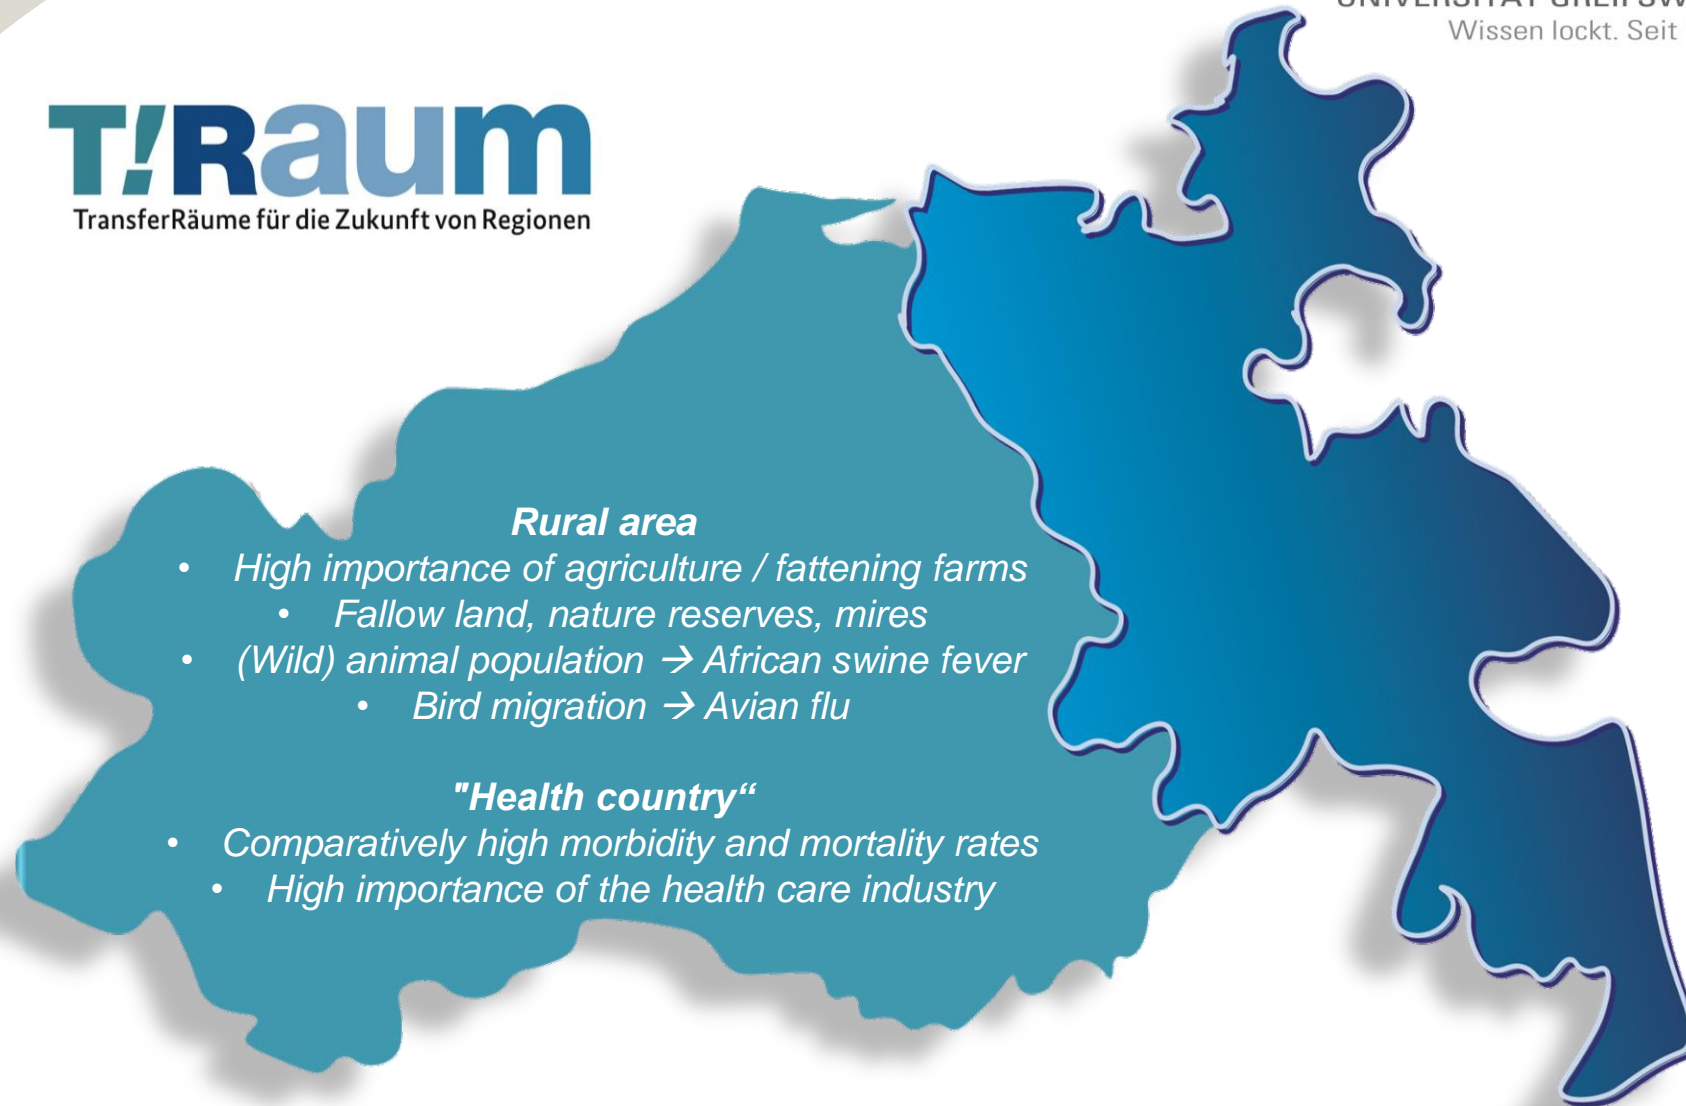 Wissen lockt. Seit
T!Raum
TransferRäume für die Zukunft von Regionen
Rural area
• High importance of agriculture / fattening farms
• Fallow land, nature reserves, mires
• (Wild) animal population → African swine fever
• Bird migration → Avian flu
"Health country“
• Comparatively high morbidity and mortality rates
• High importance of the health care industry